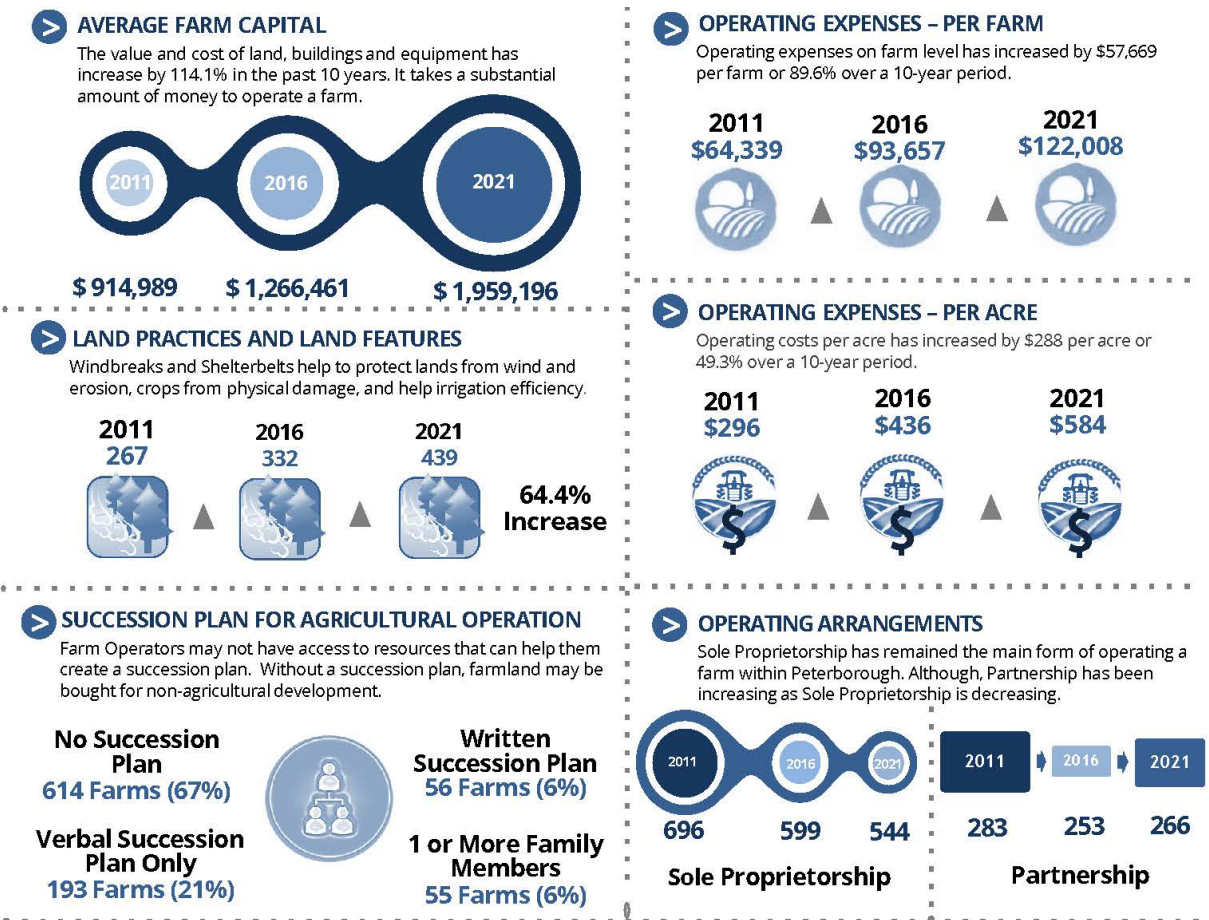 AVERAGE FARM CAPITAL
The value and cost of land, buildings and equipment has
increase by 114.1% in the past 10 years. It takes a substantial
amount of money to operate a farm.
2011
2016
2021
$ 914,989
$ 1,266,461
$ 1,959,196
OPERATING EXPENSES – PER FARM
Operating expenses on farm level has increased by $57,669
per farm or 89.6% over a 10-year period.
2011
$64,339
2016
$93,657
2021
$122,008
LAND PRACTICES AND LAND FEATURES
Windbreaks and Shelterbelts help to protect lands from wind and
erosion, crops from physical damage, and help irrigation efficiency.
2011
267
2016
332
2021
439
64.4%
Increase
OPERATING EXPENSES – PER ACRE
Operating costs per acre has increased by $288 per acre or
49.3% over a 10-year period.
2011
$296
2016
$436
2021
$584
$
$
$
SUCCESSION PLAN FOR AGRICULTURAL OPERATION
Farm Operators may not have access to resources that can help them
create a succession plan. Without a succession plan, farmland may be
bought for non-agricultural development.
No Succession
Plan
614 Farms (67%)
Written
Succession Plan
56 Farms (6%)
Verbal Succession
Plan Only
193 Farms (21%)
1 or More Family
Members
55 Farms (6%)
OPERATING ARRANGEMENTS
Sole Proprietorship has remained the main form of operating a
farm within Peterborough. Although, Partnership has been
increasing as Sole Proprietorship is decreasing.
2011
2016
2021
696
599
544
Sole Proprietorship
2011
2016
2021
283
253
266
Partnership